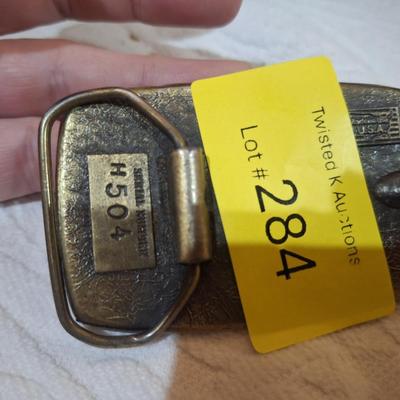 H504
Twisted K Auctions
Lot # 284
U.S.A.